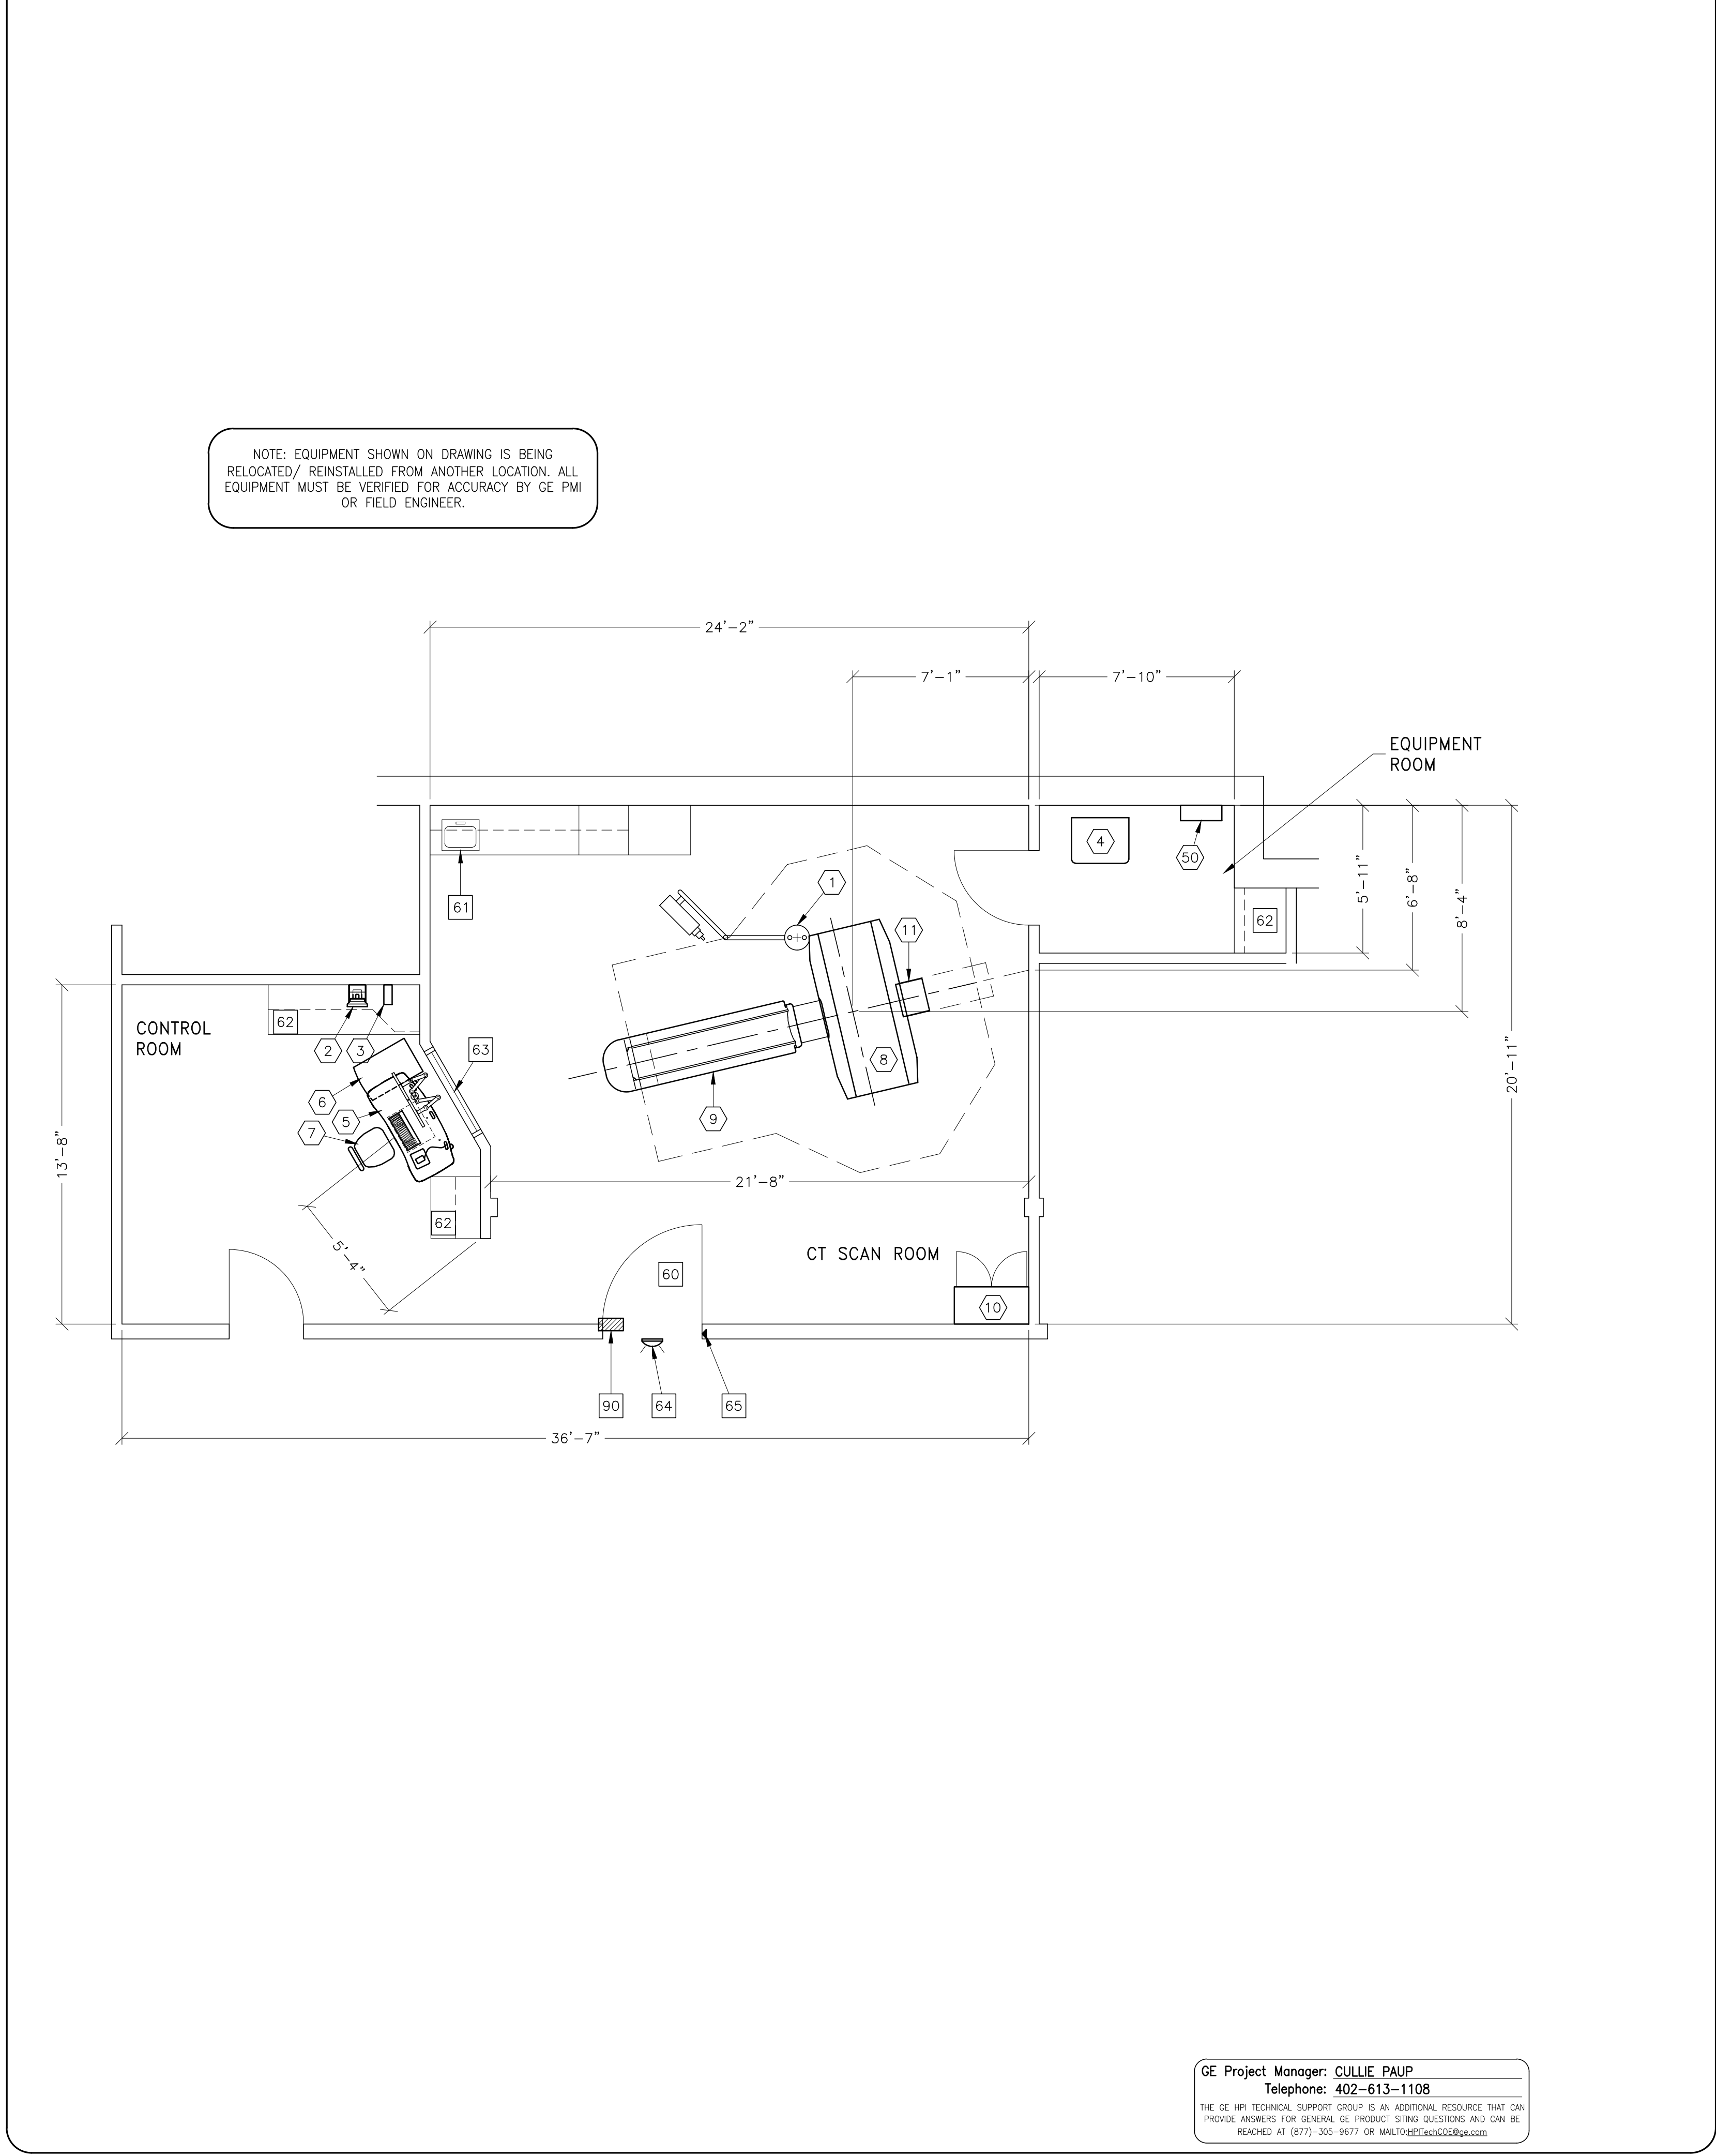 NOTE: EQUIPMENT SHOWN ON DRAWING IS BEING
RELOCATED/ REINSTALLED FROM ANOTHER LOCATION. ALL
EQUIPMENT MUST BE VERIFIED FOR ACCURACY BY GE PMI
OR FIELD ENGINEER.
24'-2"
7'-1"
7'-10"
EQUIPMENT
ROOM
4
50
1
61
11
62
5'-11"
6'-8"
8'-4"
20'-11"
CONTROL
ROOM
62
2
3
63
8
6
5
7
9
13'-8"
21'-8"
62
5'-4"
CT SCAN ROOM
60
10
90
64
65
36'-7"
GE Project Manager: CULLIE PAUP
Telephone: 402-613-1108
THE GE HPI TECHNICAL SUPPORT GROUP IS AN ADDITIONAL RESOURCE THAT CAN
PROVIDE ANSWERS FOR GENERAL GE PRODUCT SITING QUESTIONS AND CAN BE
REACHED AT (877)-305-9677 OR MAILTO:HPITechCOE@ge.com